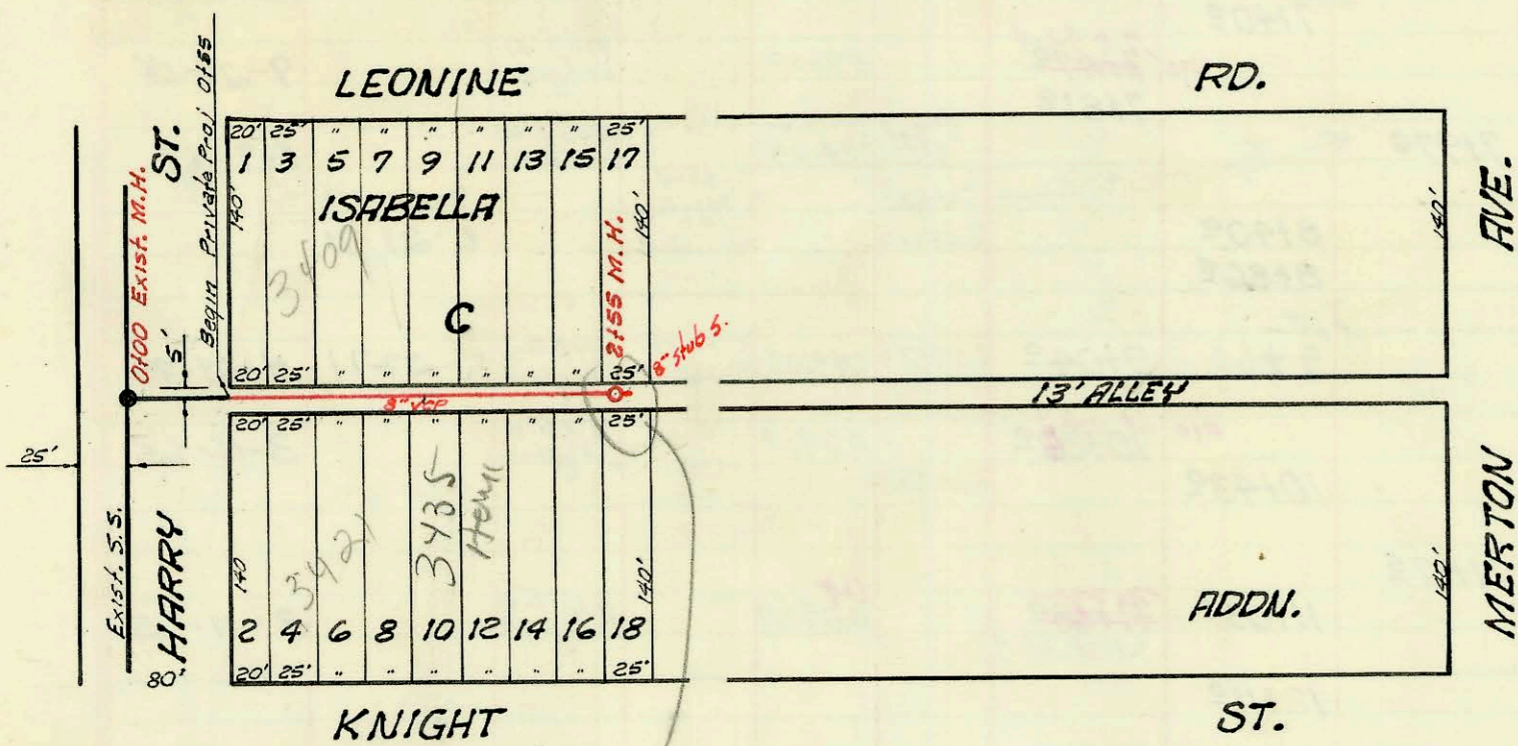 LEONINE RD.
HARRY ST.
Begin Private Proj. 0+55
0+00 Exist. M.H.
20' 25' " " " " " " 25'
1 3 5 7 9 11 13 15 17
140' 140' 140'
ISABELLA
3409
C
2+55 M.H.
8" stub S.
5'
20' 25' " " " " " " 25'
8" VCP
13' ALLEY
20' 25' " " " " " " 25'
25'
Exist. S.S.
3421
3435
140 140' 140'
ADDN.
2 4 6 8 10 12 14 16 18
20' 25' " " " " " " 25'
80'
KNIGHT ST.
MERTON AVE.